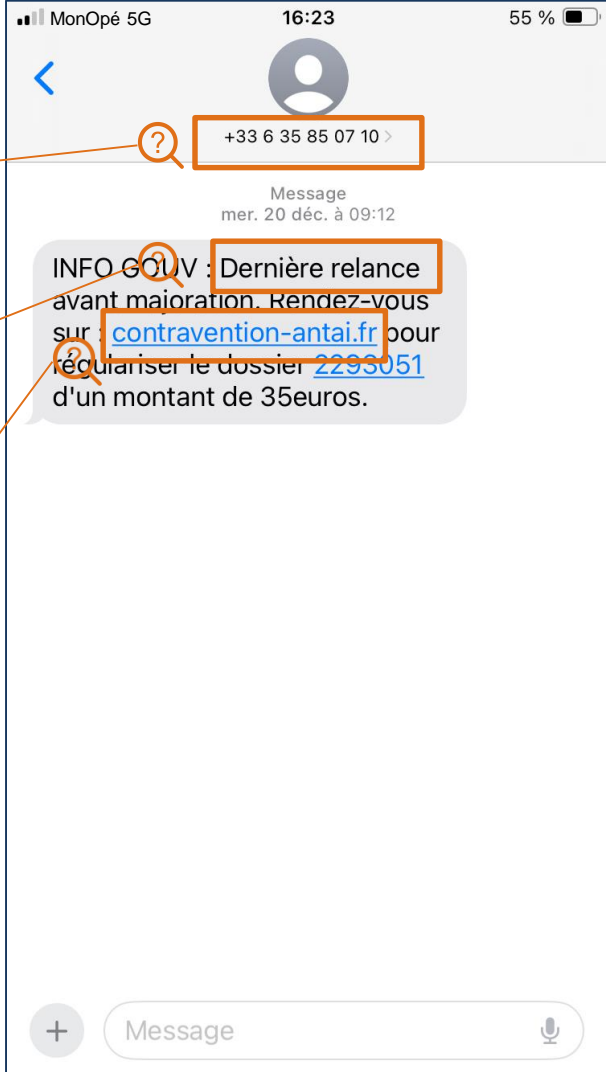 MonOpé 5G
16:23
55 %
?
+33 6 35 85 07 10
Message
mer. 20 déc. à 09:12
?
INFO GOUV : Dernière relance
avant majoration. Rendez-vous
sur : contravention-antai.fr pour
?
régulariser le dossier 2293051
d'un montant de 35euros.
+
Message